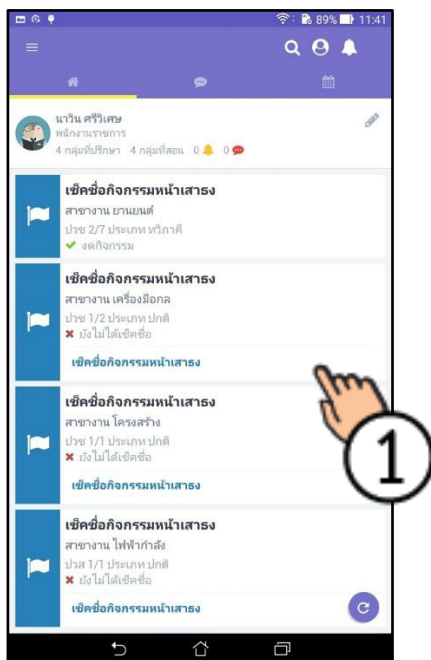 89% 11:41
นาวิน ศรีวิเศษ
พนักงานราชการ
4 กลุ่มที่ปรึกษา 4 กลุ่มที่สอน 0 0
เช็คชื่อกิจกรรมหน้าเสาธง
สาขางาน ยานยนต์
ปวช 2/7 ประเภท ทวิภาคี
งดกิจกรรม
เช็คชื่อกิจกรรมหน้าเสาธง
สาขางาน เครื่องมือกล
ปวช 1/2 ประเภท ปกติ
ยังไม่ได้เช็คชื่อ
เช็คชื่อกิจกรรมหน้าเสาธง
เช็คชื่อกิจกรรมหน้าเสาธง
สาขางาน โครงสร้าง
ปวช 1/1 ประเภท ปกติ
ยังไม่ได้เช็คชื่อ
เช็คชื่อกิจกรรมหน้าเสาธง
1
เช็คชื่อกิจกรรมหน้าเสาธง
สาขางาน ไฟฟ้ากำลัง
ปวส 1/1 ประเภท ปกติ
ยังไม่ได้เช็คชื่อ
เช็คชื่อกิจกรรมหน้าเสาธง